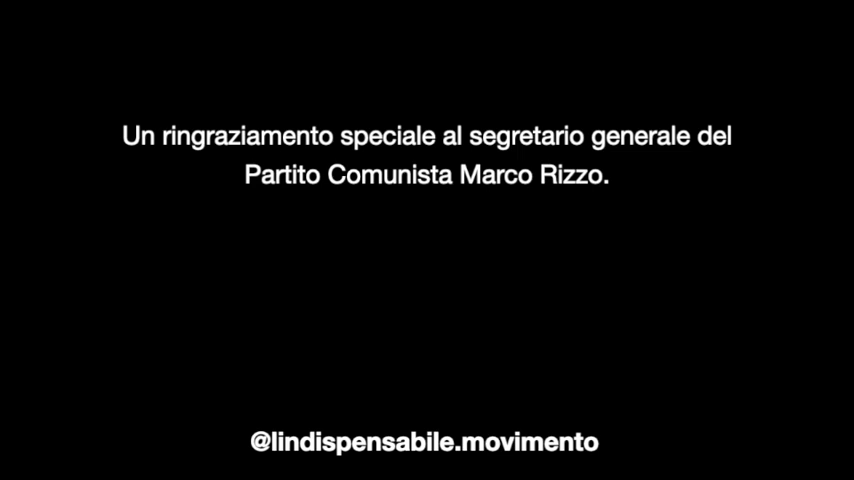 Un ringraziamento speciale al segretario generale del
Partito Comunista Marco Rizzo.
@lindispensabile.movimento